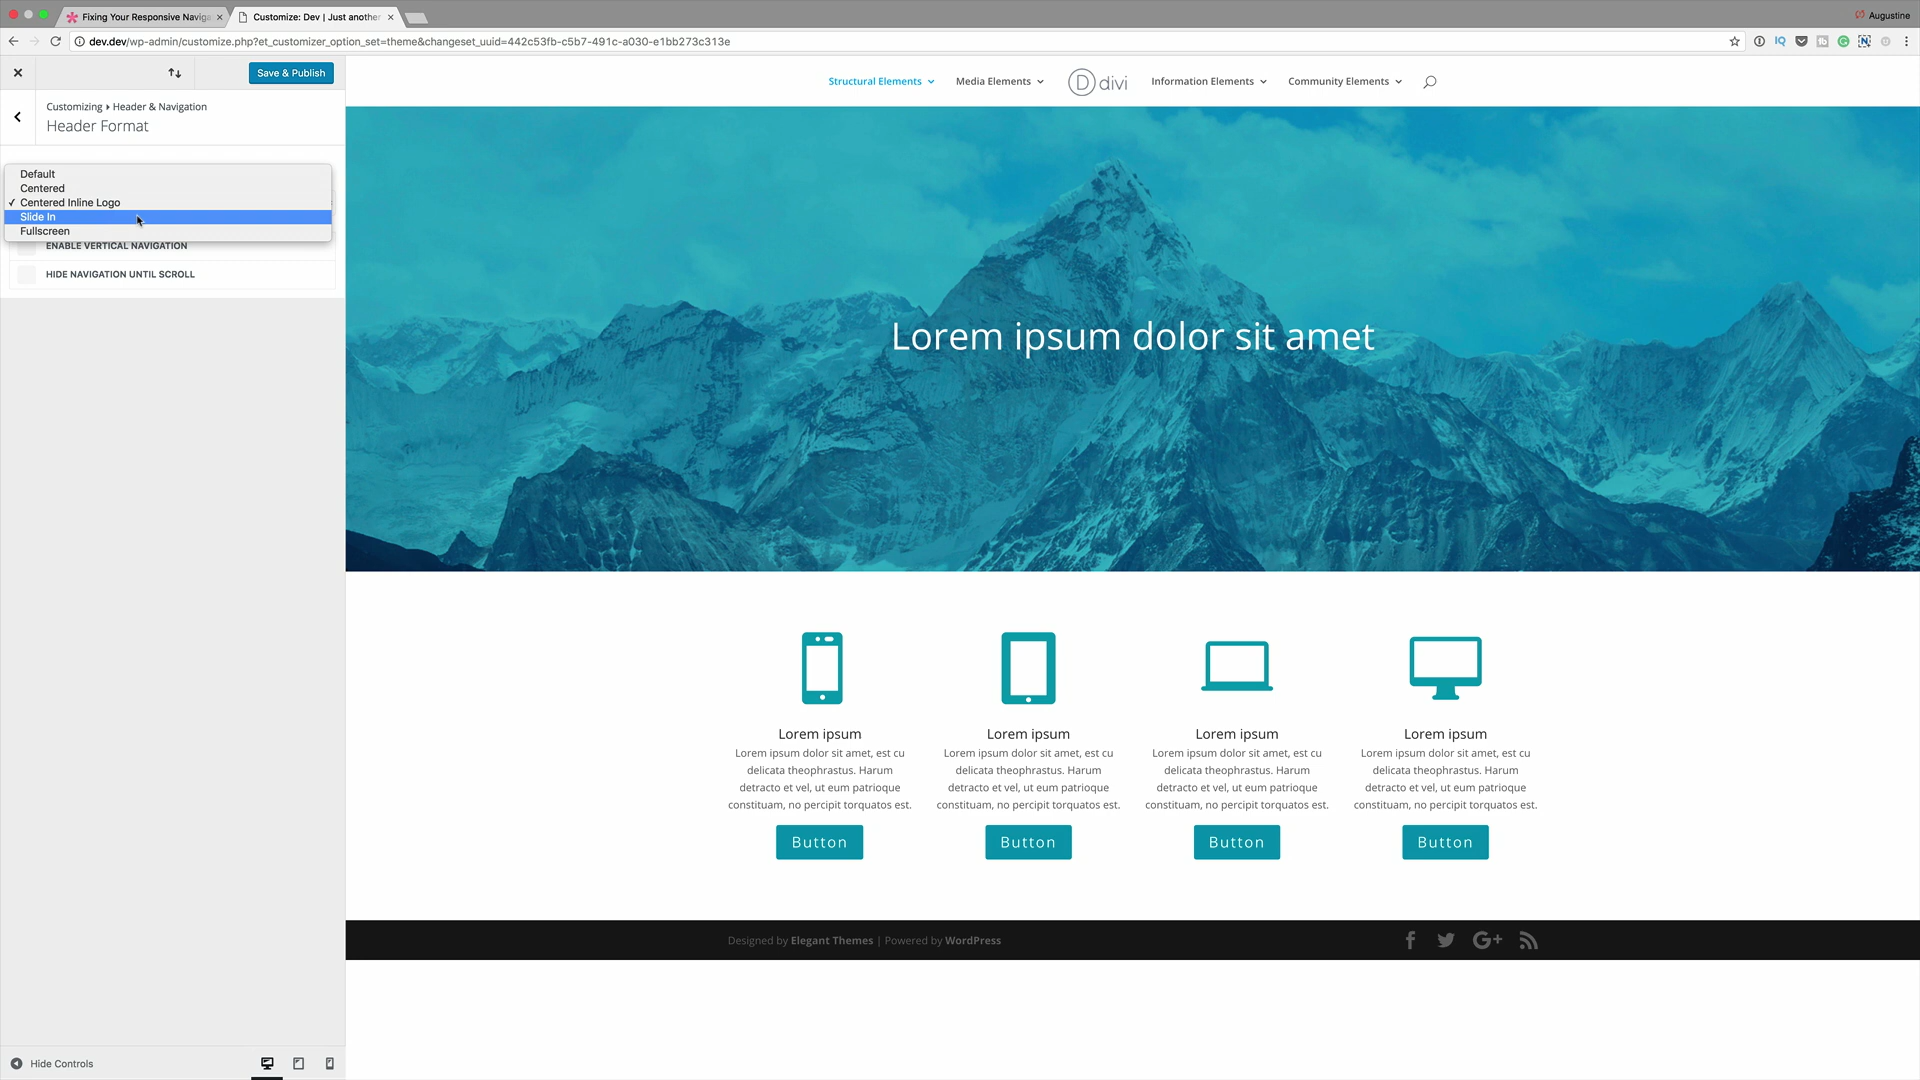 Fixing Your Responsive Naviga
Customize: Dev | Just another
Augustine
dev.dev/wp-admin/customize.php?et_customizer_option_set=theme&changeset_uuid=442c53fb-c5b7-491c-a030-e1bb273c313e
IQ
Save & Publish
Customizing ▸ Header & Navigation
Header Format
Default
Centered
✓ Centered Inline Logo
Slide In
Fullscreen
ENABLE VERTICAL NAVIGATION
HIDE NAVIGATION UNTIL SCROLL
Hide Controls
Structural Elements
Media Elements
D divi
Information Elements
Community Elements
Lorem ipsum dolor sit amet
Lorem ipsum
Lorem ipsum dolor sit amet, est cu
delicata theophrastus. Harum
detracto et vel, ut eum patrioque
constituam, no percipit torquatos est.
Button
Lorem ipsum
Lorem ipsum dolor sit amet, est cu
delicata theophrastus. Harum
detracto et vel, ut eum patrioque
constituam, no percipit torquatos est.
Button
Lorem ipsum
Lorem ipsum dolor sit amet, est cu
delicata theophrastus. Harum
detracto et vel, ut eum patrioque
constituam, no percipit torquatos est.
Button
Lorem ipsum
Lorem ipsum dolor sit amet, est cu
delicata theophrastus. Harum
detracto et vel, ut eum patrioque
constituam, no percipit torquatos est.
Button
Designed by Elegant Themes | Powered by WordPress